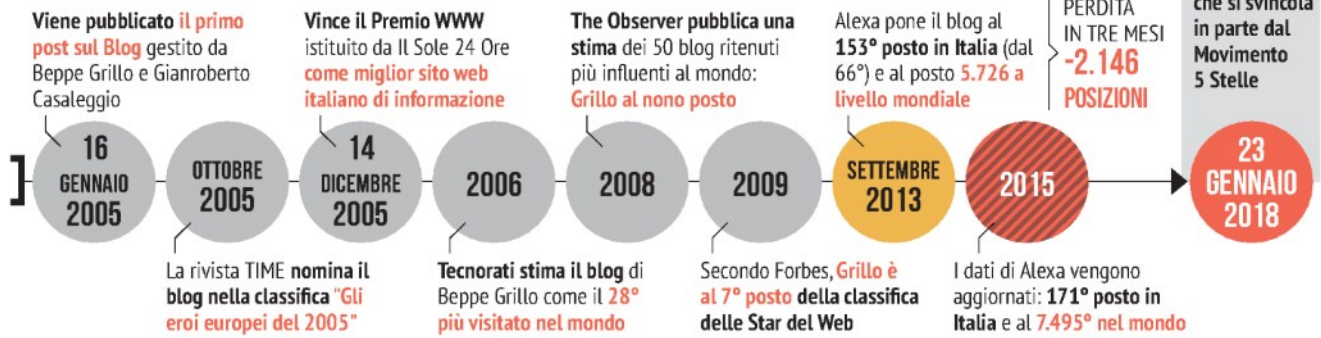 Viene pubblicato il primo
post sul Blog gestito da
Beppe Grillo e Gianroberto
Casaleggio
16
GENNAIO
2005
OTTOBRE
2005
La rivista TIME nomina il
blog nella classifica "Gli
eroi europei del 2005"
Vince il Premio WWW
istituito da Il Sole 24 Ore
come miglior sito web
italiano di informazione
14
DICEMBRE
2005
2006
Tecnorati stima il blog di
Beppe Grillo come il 28°
più visitato nel mondo
The Observer pubblica una
stima dei 50 blog ritenuti
più influenti al mondo:
Grillo al nono posto
2008
2009
Secondo Forbes, Grillo è
al 7° posto della classifica
delle Star del Web
Alexa pone il blog al
153° posto in Italia (dal
66°) e al posto 5.726 a
livello mondiale
SETTEMBRE
2013
2015
I dati di Alexa vengono
aggiornati: 171° posto in
Italia e al 7.495° nel mondo
PERDITA
IN TRE MESI
-2.146
POSIZIONI
che si svincola
in parte dal
Movimento
5 Stelle
23
GENNAIO
2018